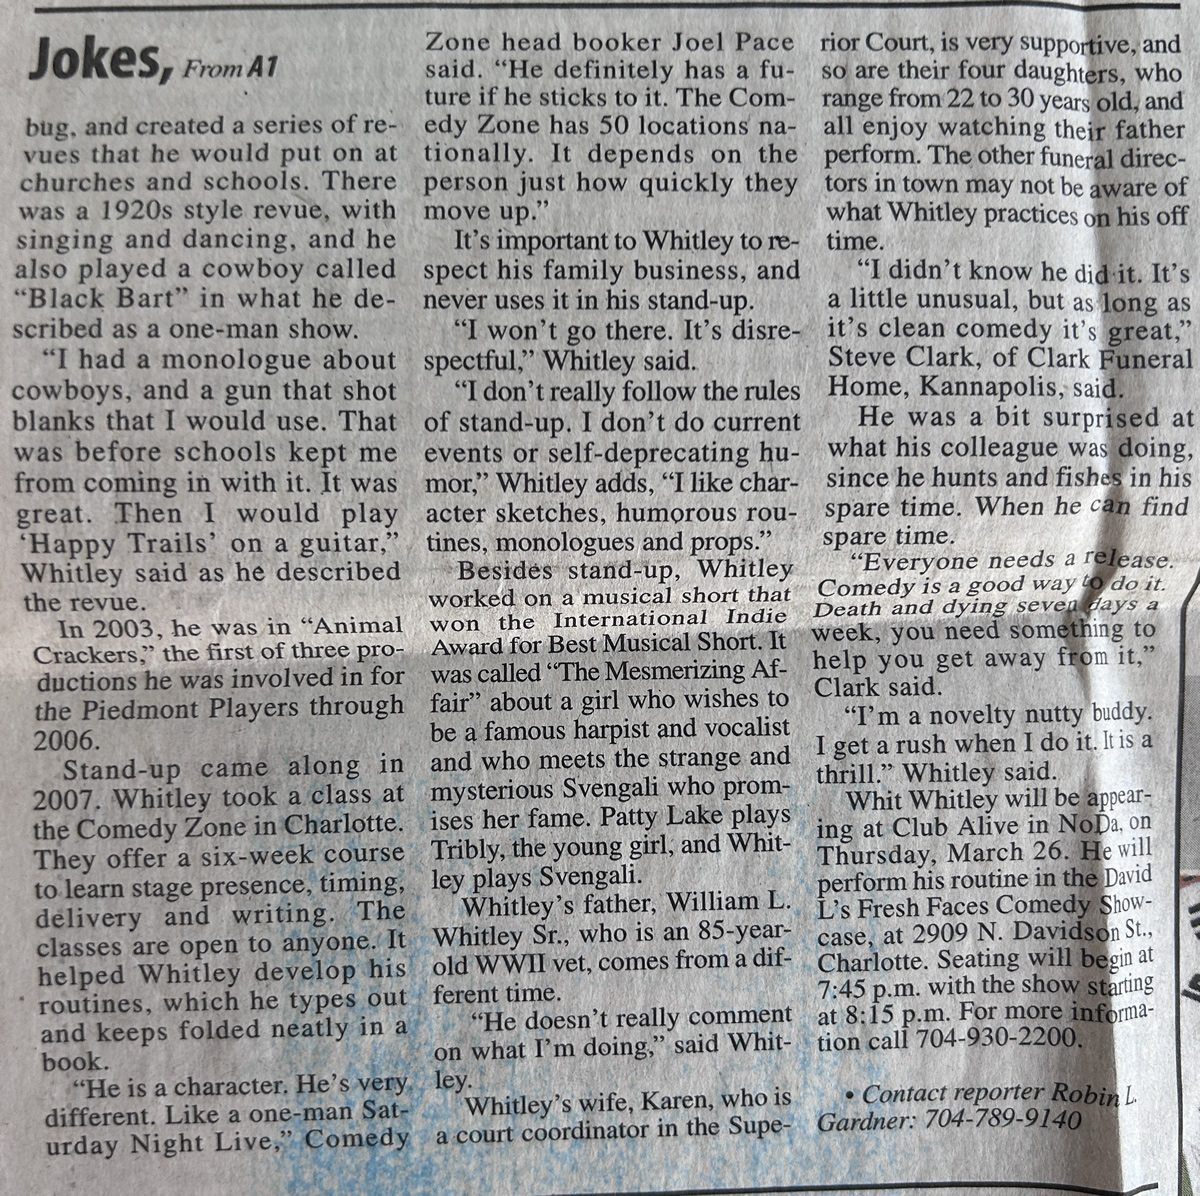 Jokes, From A1
bug, and created a series of re-
vues that he would put on at
churches and schools. There
was a 1920s style revue, with
singing and dancing, and he
also played a cowboy called
“Black Bart” in what he de-
scribed as a one-man show.
“I had a monologue about
cowboys, and a gun that shot
blanks that I would use. That
was before schools kept me
from coming in with it. It was
great. Then I would play
‘Happy Trails’ on a guitar,”
Whitley said as he described
the revue.
In 2003, he was in “Animal
Crackers,” the first of three pro-
ductions he was involved in for
the Piedmont Players through
2006.
Stand-up came along in
2007. Whitley took a class at
the Comedy Zone in Charlotte.
They offer a six-week course
to learn stage presence, timing,
delivery and writing. The
classes are open to anyone. It
helped Whitley develop his
routines, which he types out
and keeps folded neatly in a
book.
“He is a character. He’s very
different. Like a one-man Sat-
urday Night Live,” Comedy
Zone head booker Joel Pace
said. “He definitely has a fu-
ture if he sticks to it. The Com-
edy Zone has 50 locations na-
tionally. It depends on the
person just how quickly they
move up.”
It’s important to Whitley to re-
spect his family business, and
never uses it in his stand-up.
“I won’t go there. It’s disre-
spectful,” Whitley said.
“I don’t really follow the rules
of stand-up. I don’t do current
events or self-deprecating hu-
mor,” Whitley adds, “I like char-
acter sketches, humorous rou-
tines, monologues and props.”
Besides stand-up, Whitley
worked on a musical short that
won the International Indie
Award for Best Musical Short. It
was called “The Mesmerizing Af-
fair” about a girl who wishes to
be a famous harpist and vocalist
and who meets the strange and
mysterious Svengali who prom-
ises her fame. Patty Lake plays
Tribly, the young girl, and Whit-
ley plays Svengali.
Whitley’s father, William L.
Whitley Sr., who is an 85-year-
old WWII vet, comes from a dif-
ferent time.
“He doesn’t really comment
on what I’m doing,” said Whit-
ley.
Whitley’s wife, Karen, who is
a court coordinator in the Supe-
rior Court, is very supportive, and
so are their four daughters, who
range from 22 to 30 years old, and
all enjoy watching their father
perform. The other funeral direc-
tors in town may not be aware of
what Whitley practices on his off
time.
“I didn’t know he did it. It’s
a little unusual, but as long as
it’s clean comedy it’s great,”
Steve Clark, of Clark Funeral
Home, Kannapolis, said.
He was a bit surprised at
what his colleague was doing,
since he hunts and fishes in his
spare time. When he can find
spare time.
“Everyone needs a release.
Comedy is a good way to do it.
Death and dying seven days a
week, you need something to
help you get away from it,”
Clark said.
“I’m a novelty nutty buddy.
I get a rush when I do it. It is a
thrill.” Whitley said.
Whit Whitley will be appear-
ing at Club Alive in NoDa, on
Thursday, March 26. He will
perform his routine in the David
L’s Fresh Faces Comedy Show-
case, at 2909 N. Davidson St.,
Charlotte. Seating will begin at
7:45 p.m. with the show starting
at 8:15 p.m. For more informa-
tion call 704-930-2200.
• Contact reporter Robin L.
Gardner: 704-789-9140